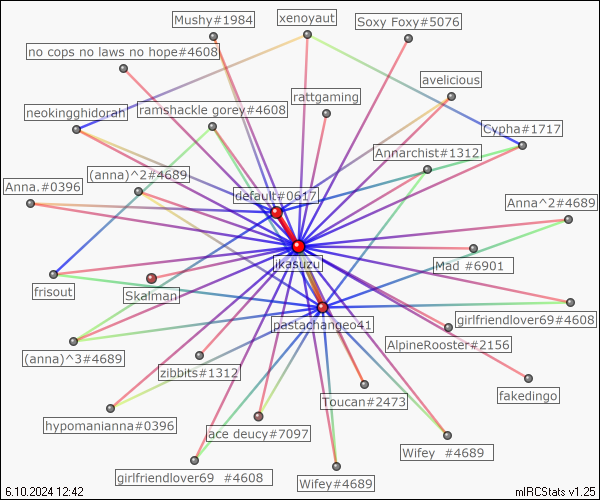 Mushy#1984
xenoyaut
Soxy Foxy#5076
no cops no laws no hope#4608
avelicious
rattgaming
neokingghidorah
ramshackle gorey#4608
Cypha#1717
Annarchist#1312
(anna)^2#4689
Anna.#0396
default#0617
Anna^2#4689
ikasuzu
Mad #6901
frisout
Skalman
girlfriendlover69#4608
pastachangeo41
AlpineRooster#2156
(anna)^3#4689
zibbits#1312
fakedingo
Toucan#2473
hypomanianna#0396
ace deucy#7097
Wifey #4689
girlfriendlover69 #4608
Wifey#4689
6.10.2024 12:42
mIRCStats v1.25